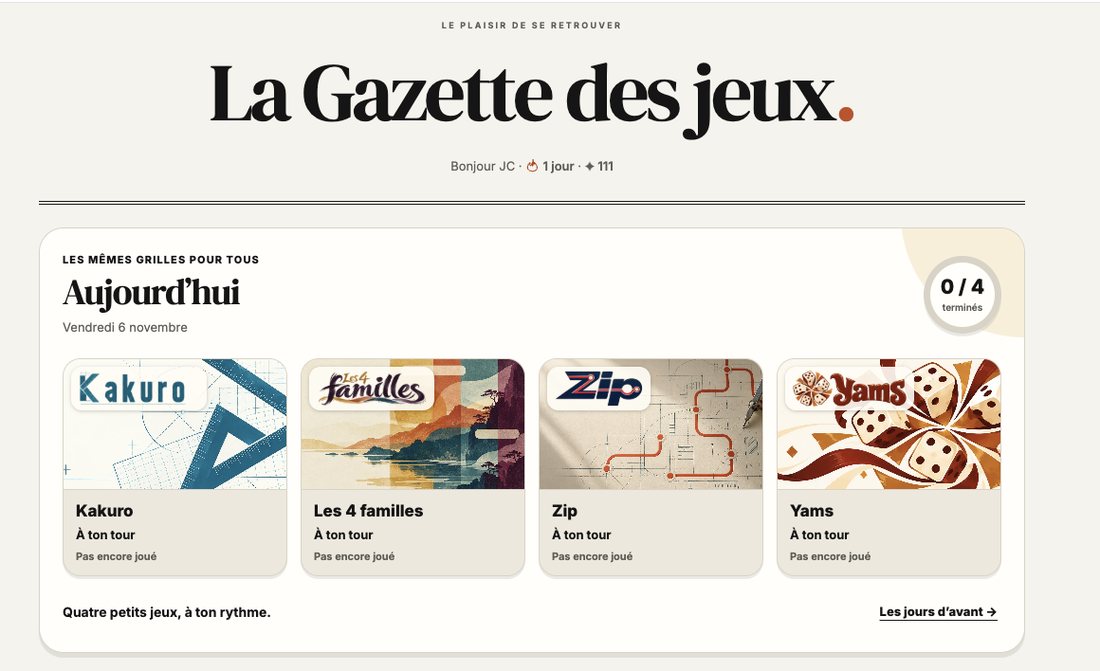 LE PLAISIR DE SE RETROUVER
La Gazette des jeux.
Bonjour JC · 1 jour · ✦ 111
LES MÊMES GRILLES POUR TOUS
Aujourd’hui
Vendredi 6 novembre
0 / 4
terminés
Kakuro
Les 4
familles
Zip
Yams
Kakuro
À ton tour
Pas encore joué
Les 4 familles
À ton tour
Pas encore joué
Zip
À ton tour
Pas encore joué
Yams
À ton tour
Pas encore joué
Quatre petits jeux, à ton rythme.
Les jours d’avant →